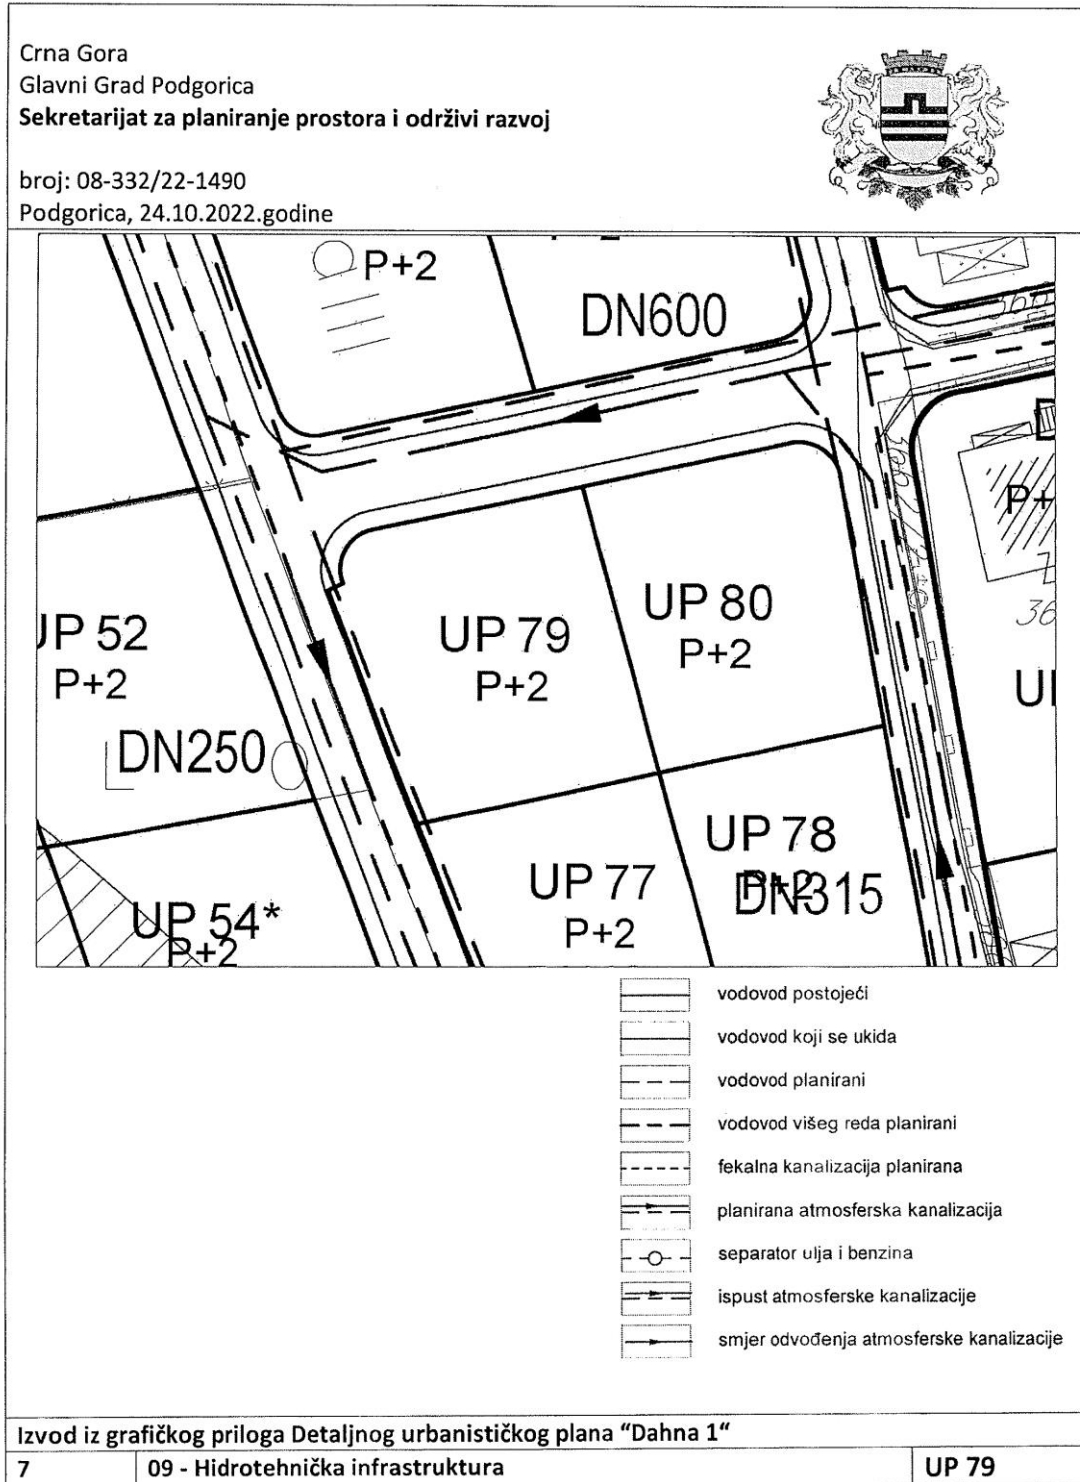 Crna Gora
Glavni Grad Podgorica
Sekretarijat za planiranje prostora i održivi razvoj
broj: 08-332/22-1490
Podgorica, 24.10.2022.godine
P+2
DN600
UP 52
P+2
UP 79
P+2
UP 80
P+2
DN250
UP 78
P+2
DN315
UP 77
P+2
UP 54*
P+2
vodovod postojeći
vodovod koji se ukida
vodovod planirani
vodovod višeg reda planirani
fekalna kanalizacija planirana
planirana atmosferska kanalizacija
separator ulja i benzina
ispust atmosferske kanalizacije
smjer odvođenja atmosferske kanalizacije
Izvod iz grafičkog priloga Detaljnog urbanističkog plana “Dahna 1“
7 09 - Hidrotehnička infrastruktura UP 79